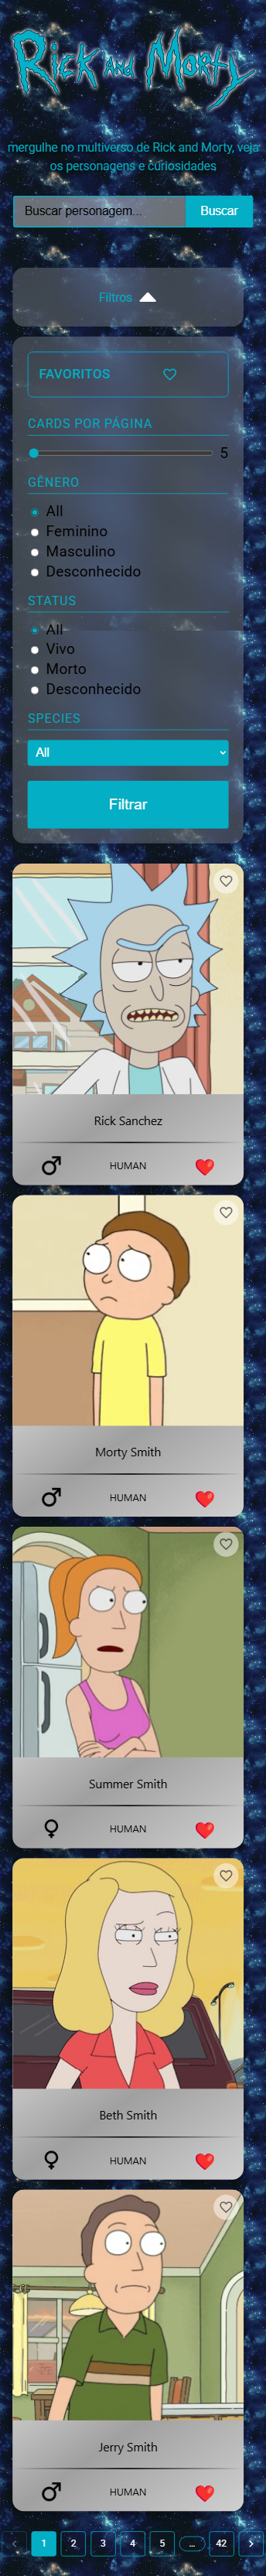 Rick and Morty
mergulhe no multiverso de Rick and Morty, veja
os personagens e curiosidades
Buscar personagem...
Buscar
Filtros
FAVORITOS
CARDS POR PÁGINA
5
GÊNERO
All
Feminino
Masculino
Desconhecido
STATUS
All
Vivo
Morto
Desconhecido
SPECIES
All
Filtrar
Rick Sanchez
HUMAN
Morty Smith
HUMAN
Summer Smith
HUMAN
Beth Smith
HUMAN
Jerry Smith
HUMAN
1 2 3 4 5 ... 42